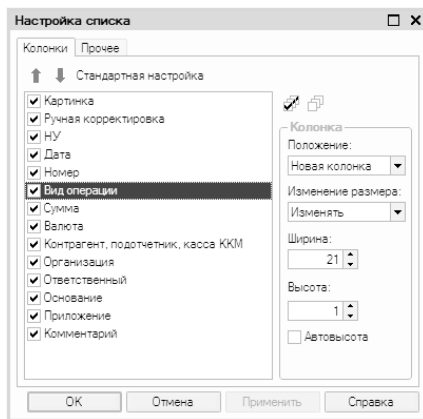 Настройка списка
Колонки Прочее
Стандартная настройка
Картинка
Ручная корректировка
НУ
Дата
Номер
Вид операции
Сумма
Валюта
Контрагент, подотчетник, касса ККМ
Организация
Ответственный
Основание
Приложение
Комментарий
Колонка
Положение:
Новая колонка
Изменение размера:
Изменять
Ширина:
21
Высота:
1
Автовысота
OK Отмена Применить Справка